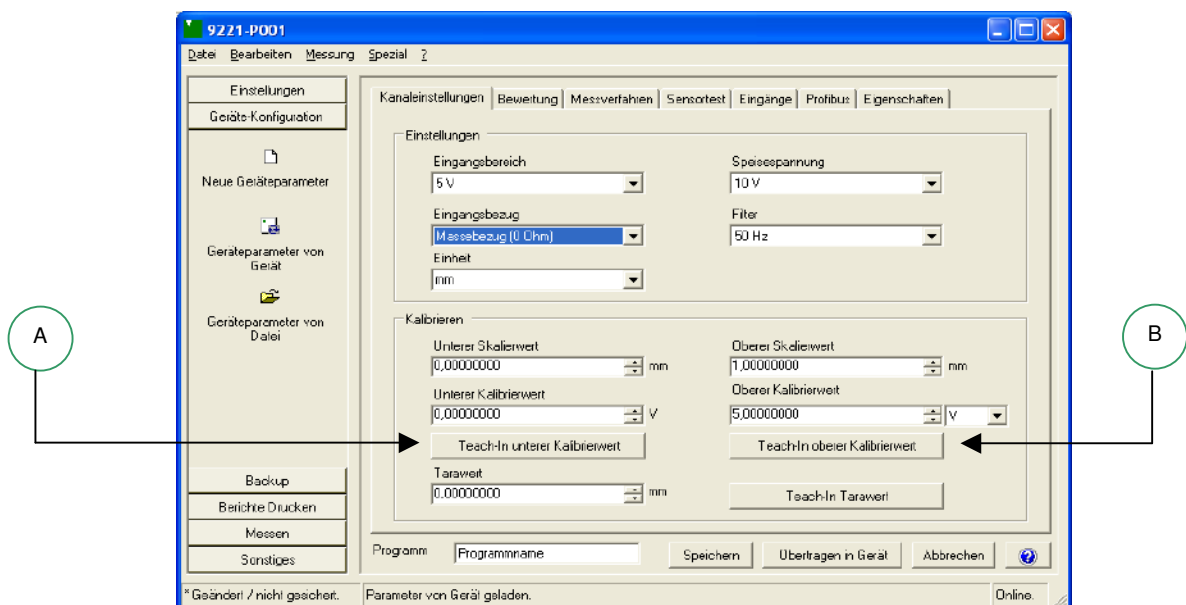 9221-P001
Datei Bearbeiten Messung Spezial ?
Einstellungen
Geräte-Konfiguration
Neue Geräteparameter
Geräteparameter von
Gerät
Geräteparameter von
Datei
Backup
Berichte Drucken
Messen
Sonstiges
Kanaleinstellungen Bewertung Messverfahren Sensortest Eingänge Profibus Eigenschaften
Einstellungen
Eingangsbereich
5 V
Speisespannung
10 V
Eingangsbezug
Massebezug (0 Ohm)
Filter
50 Hz
Einheit
mm
Kalibrieren
Unterer Skalierwert
0,00000000 mm
Oberer Skalierwert
1,00000000 mm
Unterer Kalibrierwert
0,00000000 V
Oberer Kalibrierwert
5,00000000 V
Teach-In unterer Kalibrierwert
Teach-In oberer Kalibrierwert
Tarawert
0,00000000 mm
Teach-In Tarawert
Programm Programmname Speichern Übertragen in Gerät Abbrechen ?
* Geändert / nicht gesichert. Parameter von Gerät geladen. Online.
A
B